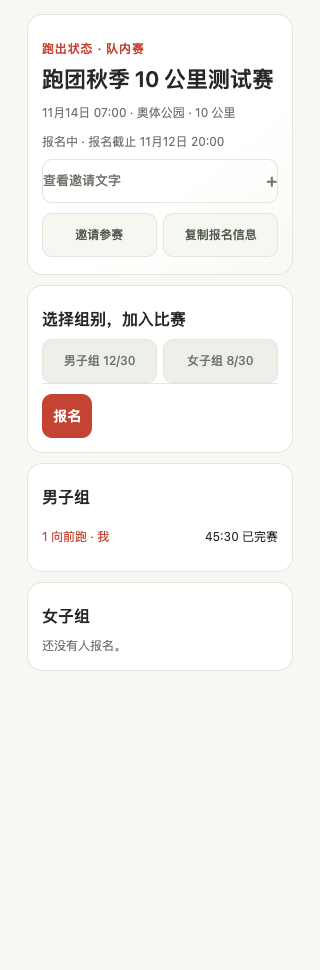 跑出状态 · 队内赛
跑团秋季 10 公里测试赛
11月14日 07:00 · 奥体公园 · 10 公里
报名中 · 报名截止 11月12日 20:00
查看邀请文字 +
邀请参赛 复制报名信息
选择组别，加入比赛
男子组 12/30 女子组 8/30
报名
男子组
1 向前跑 · 我 45:30 已完赛
女子组
还没有人报名。